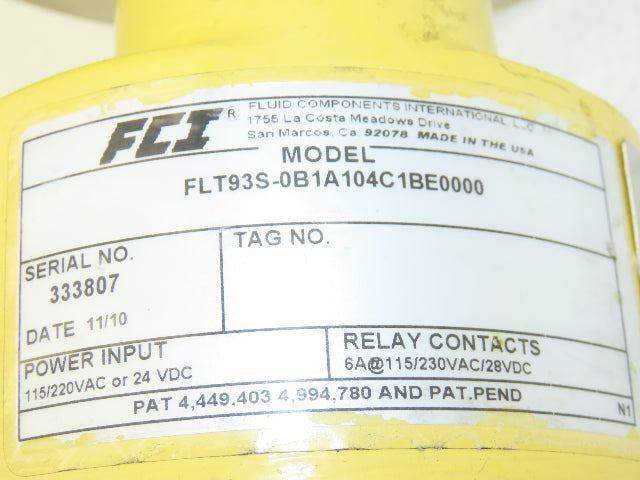 FCI ® FLUID COMPONENTS INTERNATIONAL LLC
1755 La Costa Meadows Drive
San Marcos, Ca. 92078 MADE IN THE USA
MODEL
FLT93S-0B1A104C1BE0000
SERIAL NO.
333807
DATE 11/10
TAG NO.
POWER INPUT
115/220VAC or 24 VDC
RELAY CONTACTS
6A@115/230VAC/28VDC
PAT 4,449,403 4,994,780 AND PAT.PEND
N1